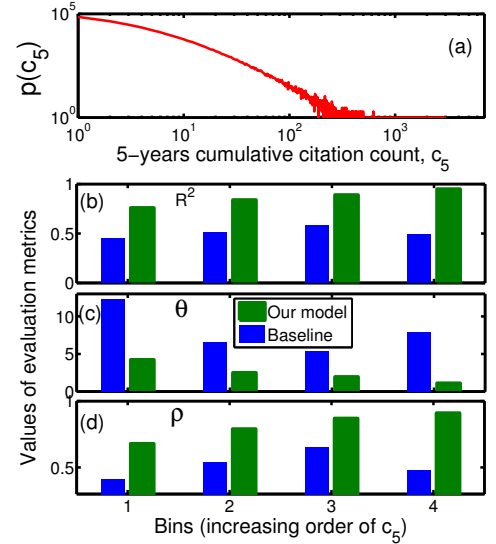 10^5
p(c_5)
(a)
10^0
10^0 10^1 10^2 10^3
5-years cumulative citation count, c_5
Values of evaluation metrics
1
(b) R^2
0.5
0
10
(c) θ
Our model
Baseline
5
0
1
(d) ρ
0.5
1 2 3 4
Bins (increasing order of c_5)